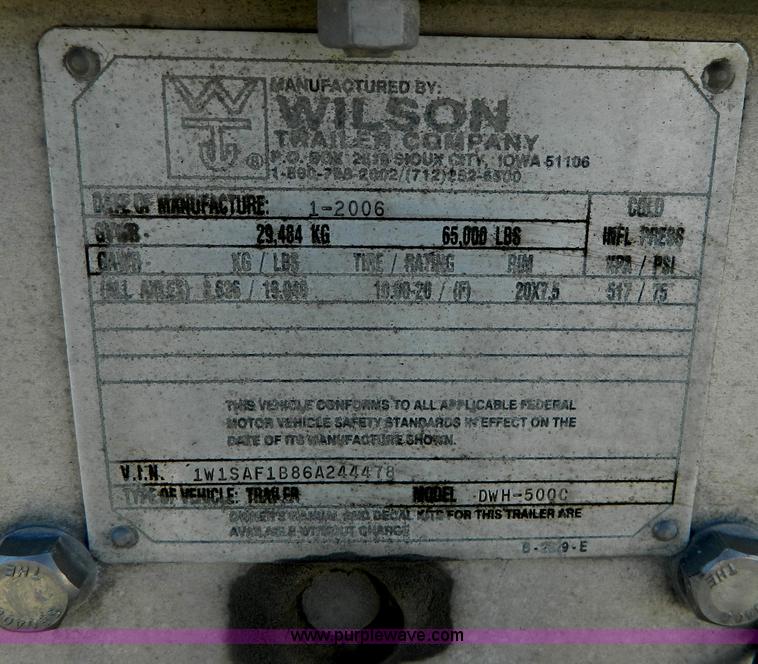 MANUFACTURED BY:
WILSON
TRAILER COMPANY
P.O. BOX SIOUX CITY, IOWA 51106
DATE OF MANUFACTURE: 1-2006
COLD
GVWR 29,484 KG 65,000 LBS
INFL PRESS
GAWR KG / LBS TIRE / RATING RIM KPA / PSI
(ALL AXLES) 10.00-20 / (F) 20X7.5 517 / 75
THIS VEHICLE CONFORMS TO ALL APPLICABLE FEDERAL
MOTOR VEHICLE SAFETY STANDARDS IN EFFECT ON THE
DATE OF ITS MANUFACTURE SHOWN.
V.I.N. 1W1SAF1B86A244478
TYPE OF VEHICLE: TRAILER MODEL DWH-500C
OWNER'S MANUAL AND DECAL KITS FOR THIS TRAILER ARE
AVAILABLE WITHOUT CHARGE
THE
THE
www.purplewave.com